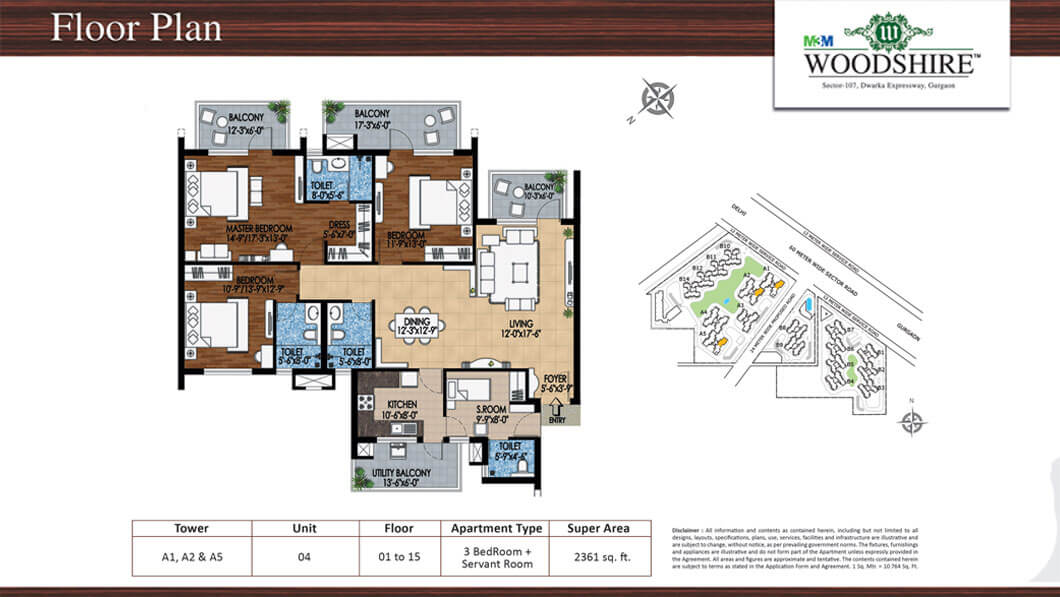 Floor Plan
M3M
WOODSHIRE™
Sector-107, Dwarka Expressway, Gurgaon
N
BALCONY
12'-3"x6'-0"
BALCONY
17'-3"x6'-0"
TOILET
8'-0"x5'-6"
BALCONY
10'-3"x6'-0"
MASTER BEDROOM
14'-9"/17'-3"x13'-0"
DRESS
5'-6"x7'-0"
BEDROOM
11'-9"x13'-0"
BEDROOM
10'-9"/13'-9"x12'-9"
DINING
12'-3"x12'-9"
LIVING
12'-0"x17'-6"
TOILET
5'-6"x8'-0"
TOILET
5'-6"x8'-0"
FOYER
5'-6"x3'-9"
ENTRY
KITCHEN
10'-6"x8'-0"
S.ROOM
9'-9"x8'-0"
TOILET
5'-9"x4'-6"
UTILITY BALCONY
13'-6"x6'-0"
DELHI
12 METER WIDE SERVICE ROAD
12 METER WIDE SERVICE ROAD
60 METER WIDE SECTOR ROAD
12 METER WIDE SERVICE ROAD
GURGAON
24 METER WIDE PROPOSED ROAD
B10
B11
B12
B14
A1
A2
A3
A4
A5
B8
B9
B7
B6
B5
B4
B1
B2
B3
N
Tower Unit Floor Apartment Type Super Area
A1, A2 & A5 04 01 to 15 3 BedRoom + Servant Room 2361 sq. ft.
Disclaimer : All information and contents as contained herein, including but not limited to all
designs, layouts, specifications, plans, use, services, facilities and infrastructure are illustrative and
are subject to change, without notice, as per prevailing government norms. The fixtures, furnishings
and appliances are illustrative and do not form part of the Apartment unless expressly provided in
the Agreement. All areas and figures are approximate and tentative. The contents contained herein
are subject to terms as stated in the Application Form and Agreement. 1 Sq. Mtr. = 10.764 Sq. Ft.